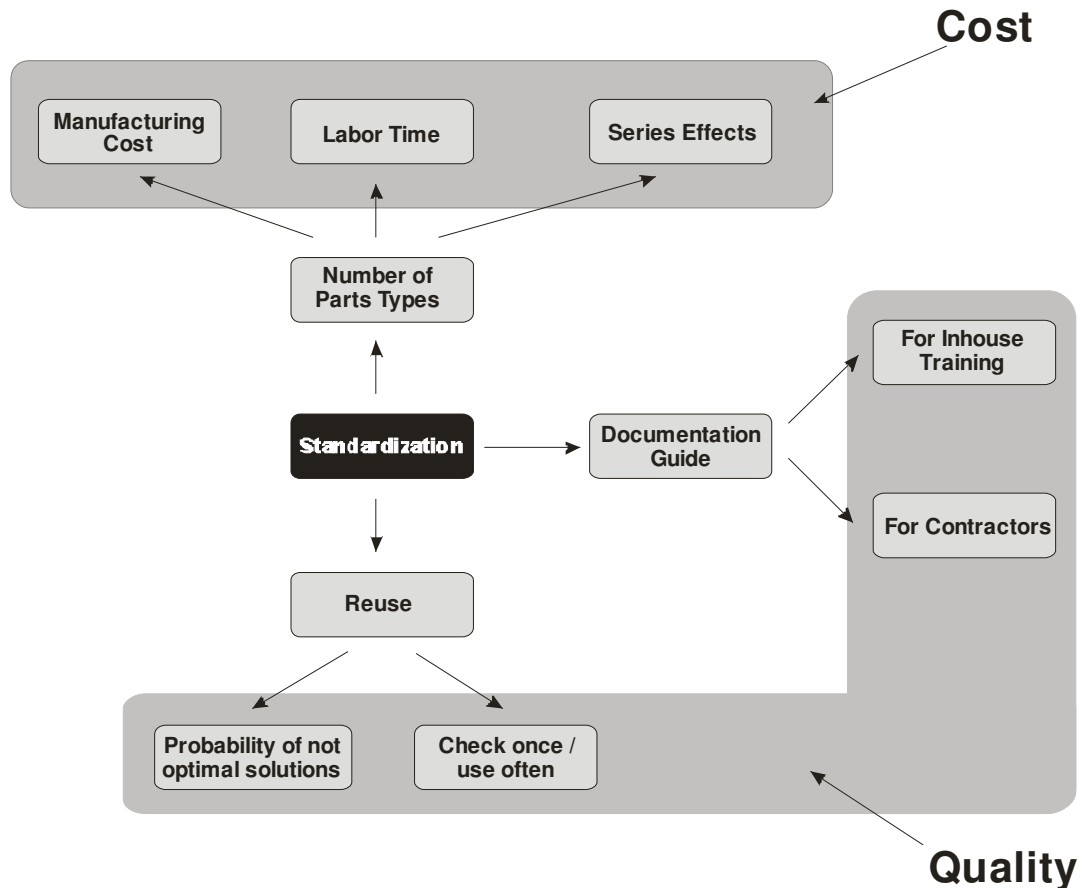 Cost
Manufacturing
Cost
Labor Time
Series Effects
Number of
Parts Types
For Inhouse
Training
Standardization
Documentation
Guide
For Contractors
Reuse
Probability of not
optimal solutions
Check once /
use often
Quality